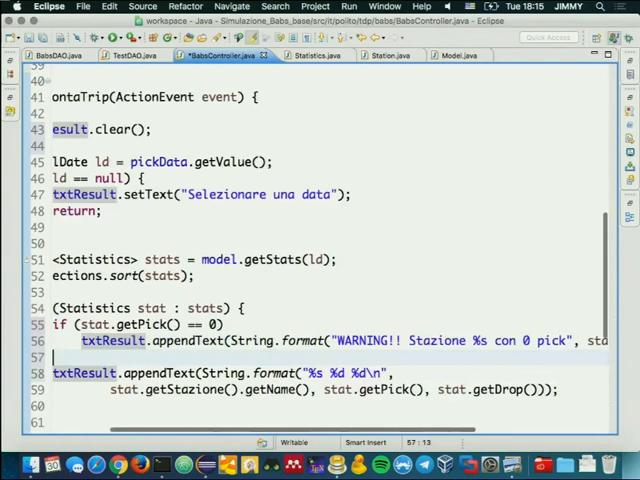 Eclipse File Edit Source Refactor Navigate Search Project Run Window Help Tue 18:15 JIMMY
workspace - Java - Simulazione_Babs_base/src/it/polito/tdp/babs/BabsController.java - Eclipse
Quick Access
BabsDAO.java TestDAO.java *BabsController.java Statistics.java Station.java Model.java
39
40
41 ontaTrip(ActionEvent event) {
42
43 esult.clear();
44
45 lDate ld = pickData.getValue();
46 ld == null) {
47 txtResult.setText("Selezionare una data");
48 return;
49
50
51 <Statistics> stats = model.getStats(ld);
52 ections.sort(stats);
53
54 (Statistics stat : stats) {
55 if (stat.getPick() == 0)
56 txtResult.appendText(String.format("WARNING!! Stazione %s con 0 pick", sta
57
58 txtResult.appendText(String.format("%s %d %d\n",
59 stat.getStazione().getName(), stat.getPick(), stat.getDrop()));
60
61
Writable Smart Insert 57 : 13